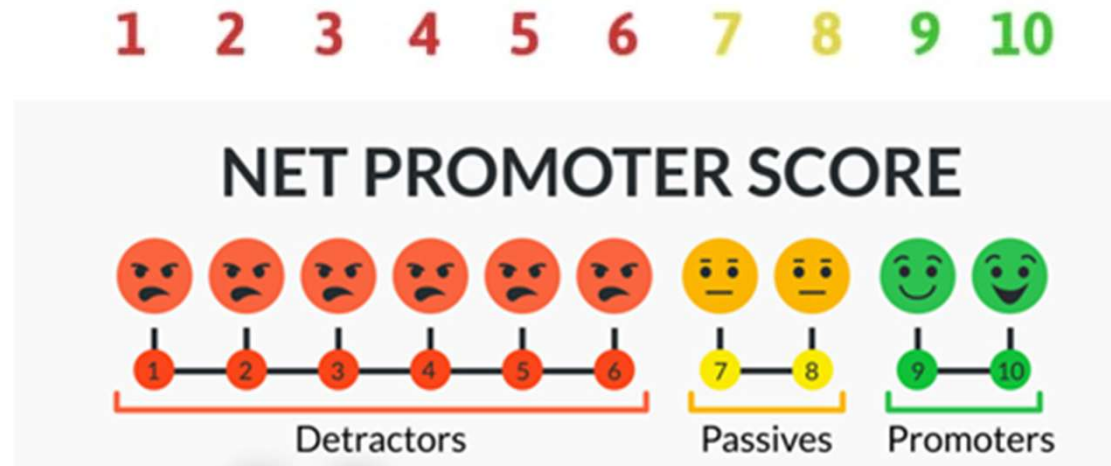 1 2 3 4 5 6 7 8 9 10
NET PROMOTER SCORE
1 2 3 4 5 6 7 8 9 10
Detractors Passives Promoters